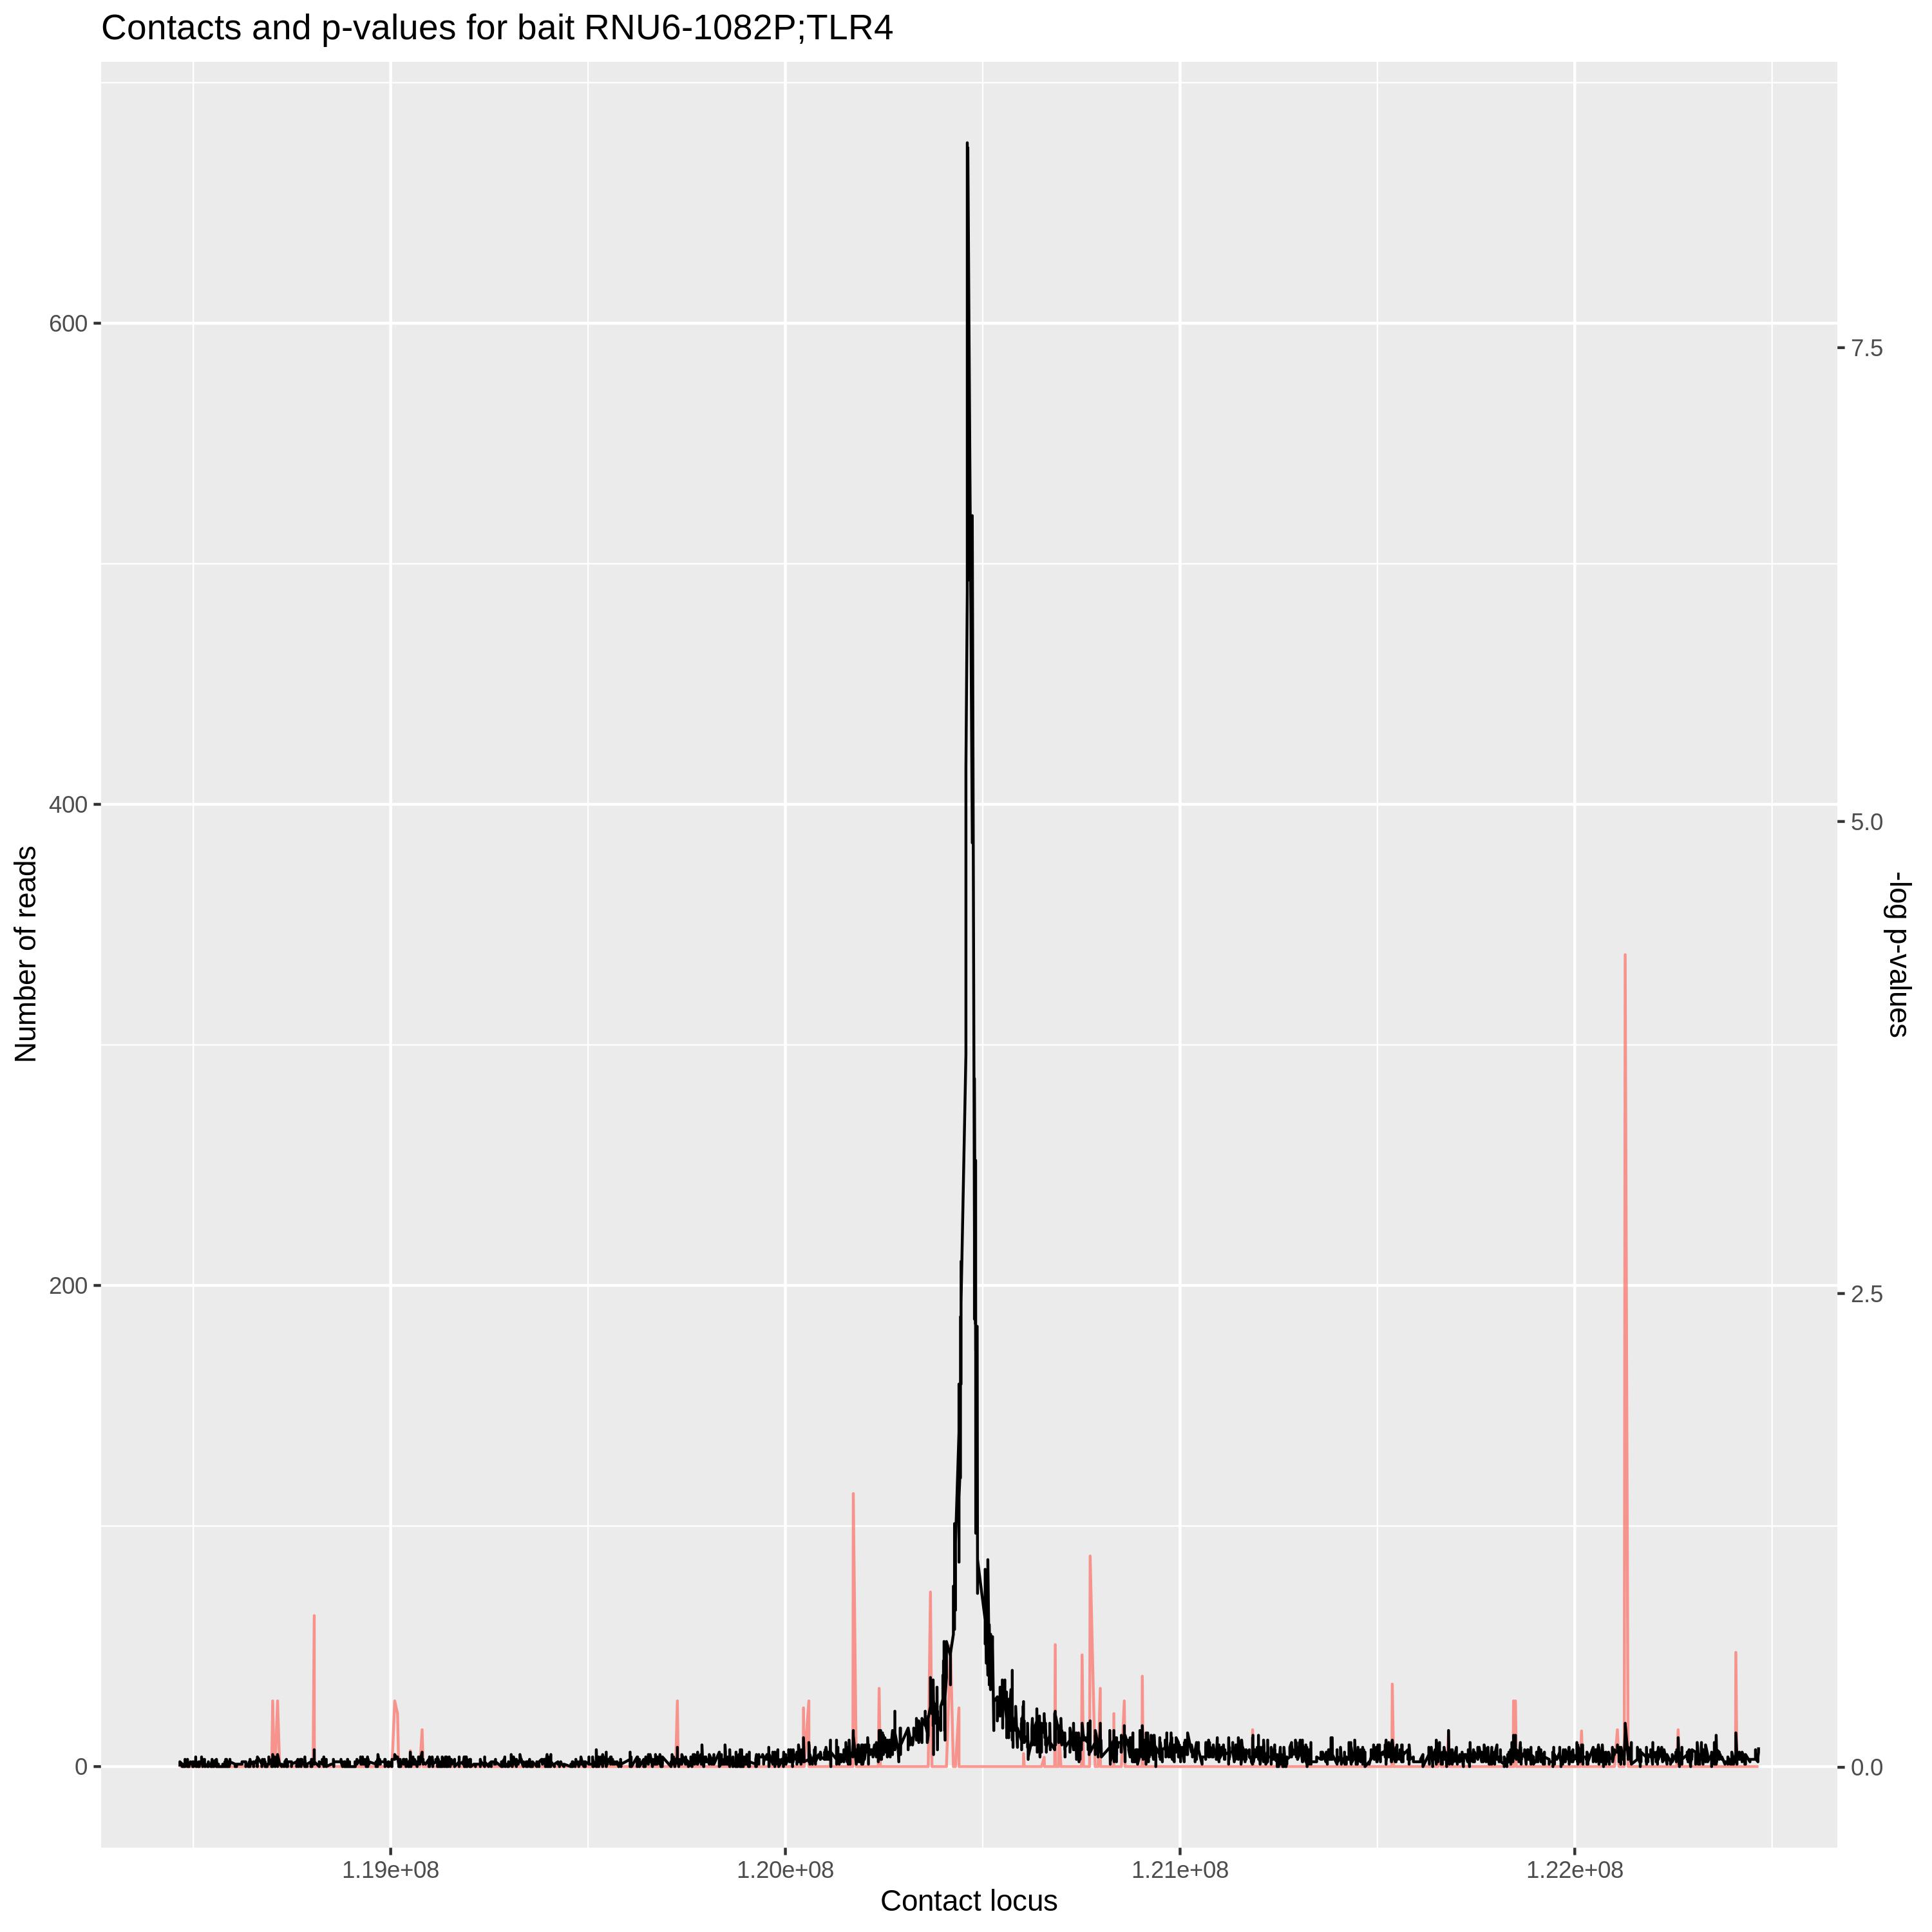 Contacts and p-values for bait RNU6-1082P;TLR4
Number of reads
600
400
200
0
7.5
5.0
2.5
0.0
-log p-values
1.19e+08
1.20e+08
1.21e+08
1.22e+08
Contact locus